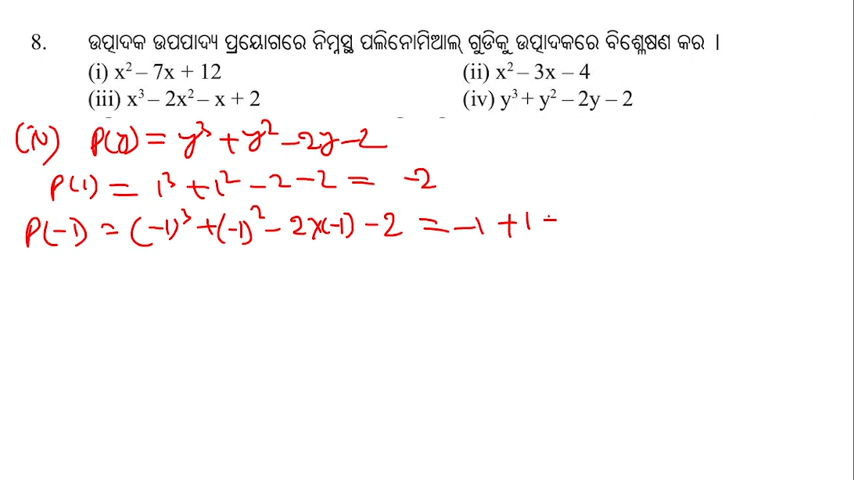 8. ଉତ୍ପାଦକ ଉପପାଦ୍ୟ ପ୍ରୟୋଗରେ ନିମ୍ନସ୍ଥ ପଲିନୋମିଆଲ୍ ଗୁଡିକୁ ଉତ୍ପାଦକରେ ବିଶ୍ଳେଷଣ କର ।
(i) x² – 7x + 12 (ii) x² – 3x – 4
(iii) x³ – 2x² – x + 2 (iv) y³ + y² – 2y – 2
(iv) P(y) = y³ + y² - 2y - 2
P(1) = 1³ + 1² - 2 - 2 = -2
P(-1) = (-1)³ + (-1)² - 2x(-1) - 2 = -1 + 1 -